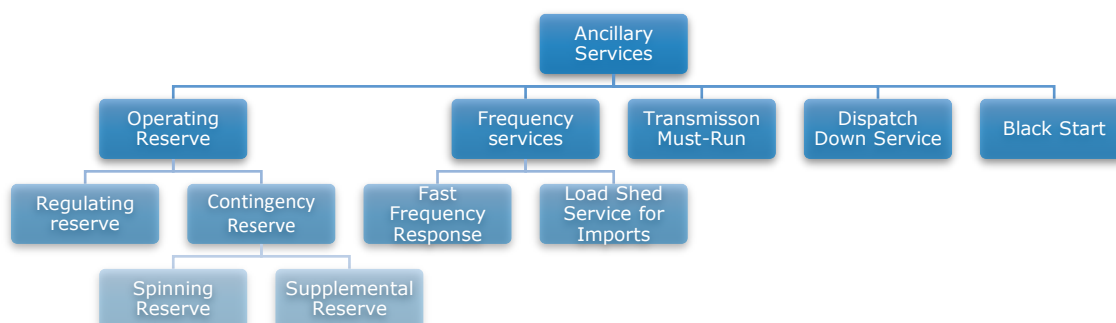 Ancillary
Services
Operating
Reserve
Frequency
services
Transmisson
Must-Run
Dispatch
Down Service
Black Start
Regulating
reserve
Contingency
Reserve
Fast
Frequency
Response
Load Shed
Service for
Imports
Spinning
Reserve
Supplemental
Reserve